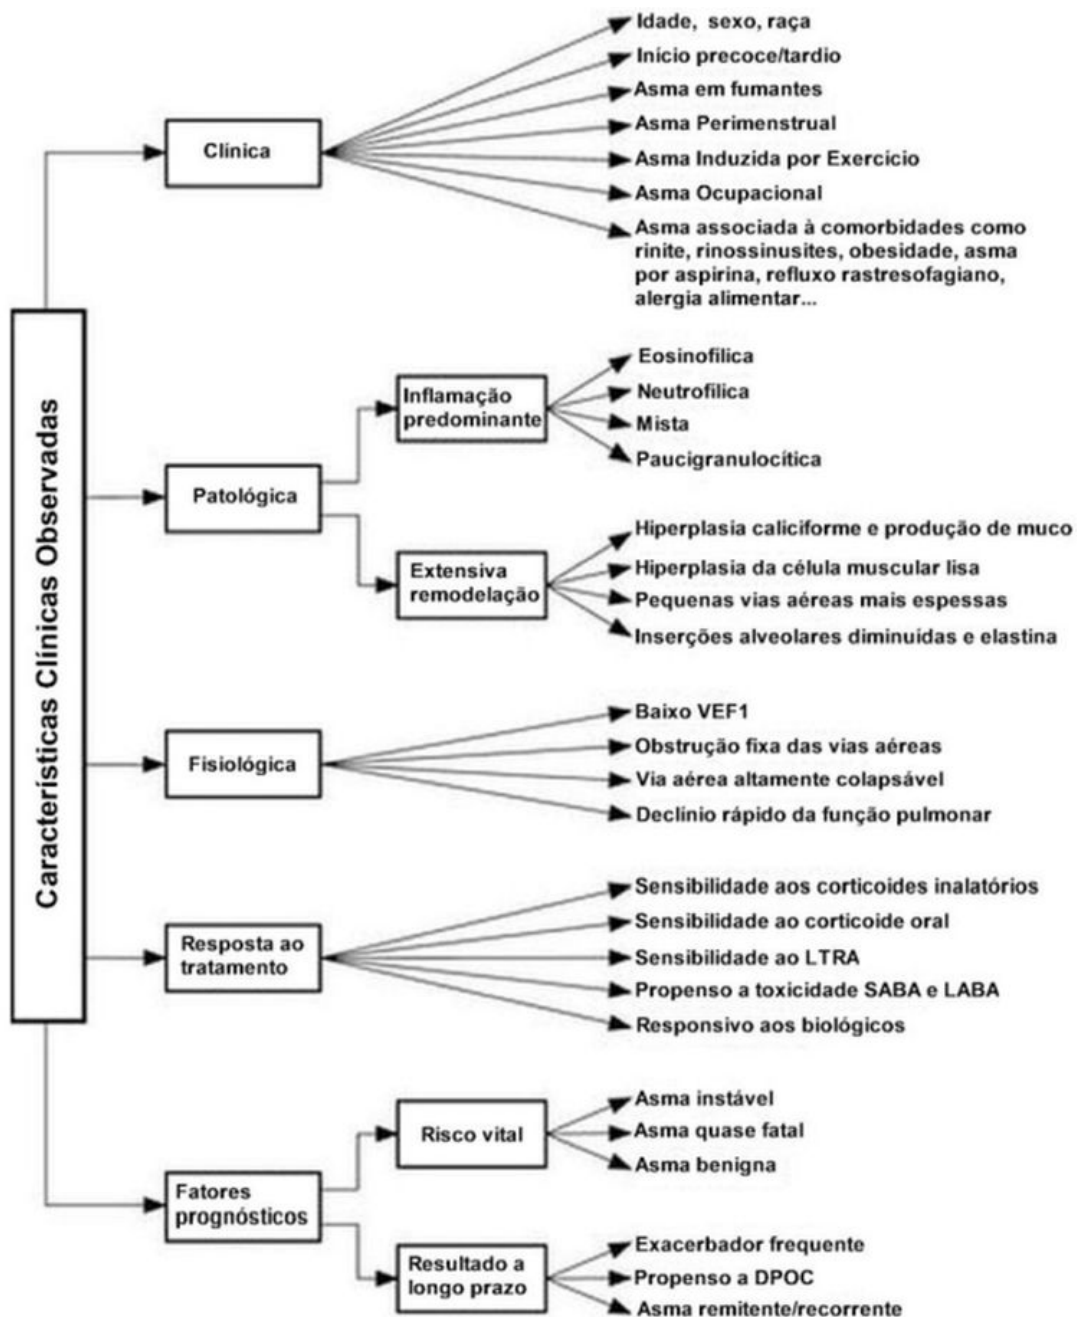 Características Clínicas Observadas
Clínica
Idade, sexo, raça
Início precoce/tardio
Asma em fumantes
Asma Perimenstrual
Asma Induzida por Exercício
Asma Ocupacional
Asma associada à comorbidades como
rinite, rinossinusites, obesidade, asma
por aspirina, refluxo rastresofagiano,
alergia alimentar...
Patológica
Inflamação
predominante
Eosinofílica
Neutrofílica
Mista
Paucigranulocítica
Extensiva
remodelação
Hiperplasia caliciforme e produção de muco
Hiperplasia da célula muscular lisa
Pequenas vias aéreas mais espessas
Inserções alveolares diminuídas e elastina
Fisiológica
Baixo VEF1
Obstrução fixa das vias aéreas
Via aérea altamente colapsável
Declínio rápido da função pulmonar
Resposta ao
tratamento
Sensibilidade aos corticoides inalatórios
Sensibilidade ao corticoide oral
Sensibilidade ao LTRA
Propenso a toxicidade SABA e LABA
Responsivo aos biológicos
Fatores
prognósticos
Risco vital
Asma instável
Asma quase fatal
Asma benigna
Resultado a
longo prazo
Exacerbador frequente
Propenso a DPOC
Asma remitente/recorrente